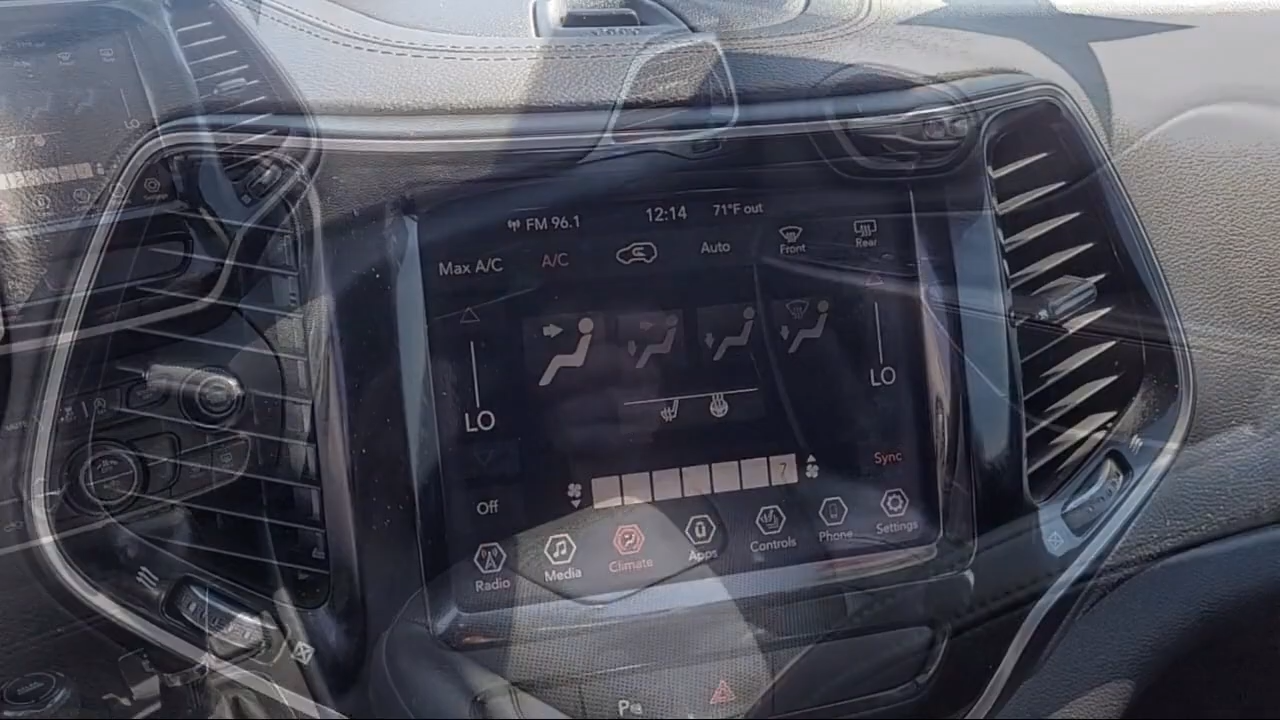 FM 96.1 12:14 71°F out
Max A/C A/C Auto Front Rear
LO LO
Sync
7
Off
Radio Media Climate Apps Controls Phone Settings
P